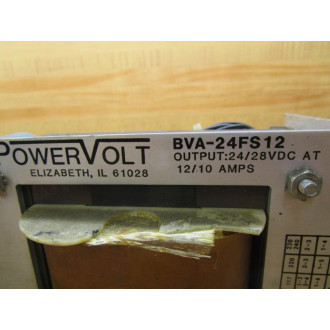 POWERVOLT
ELIZABETH, IL 61028
BVA-24FS12
OUTPUT:24/28VDC AT
12/10 AMPS